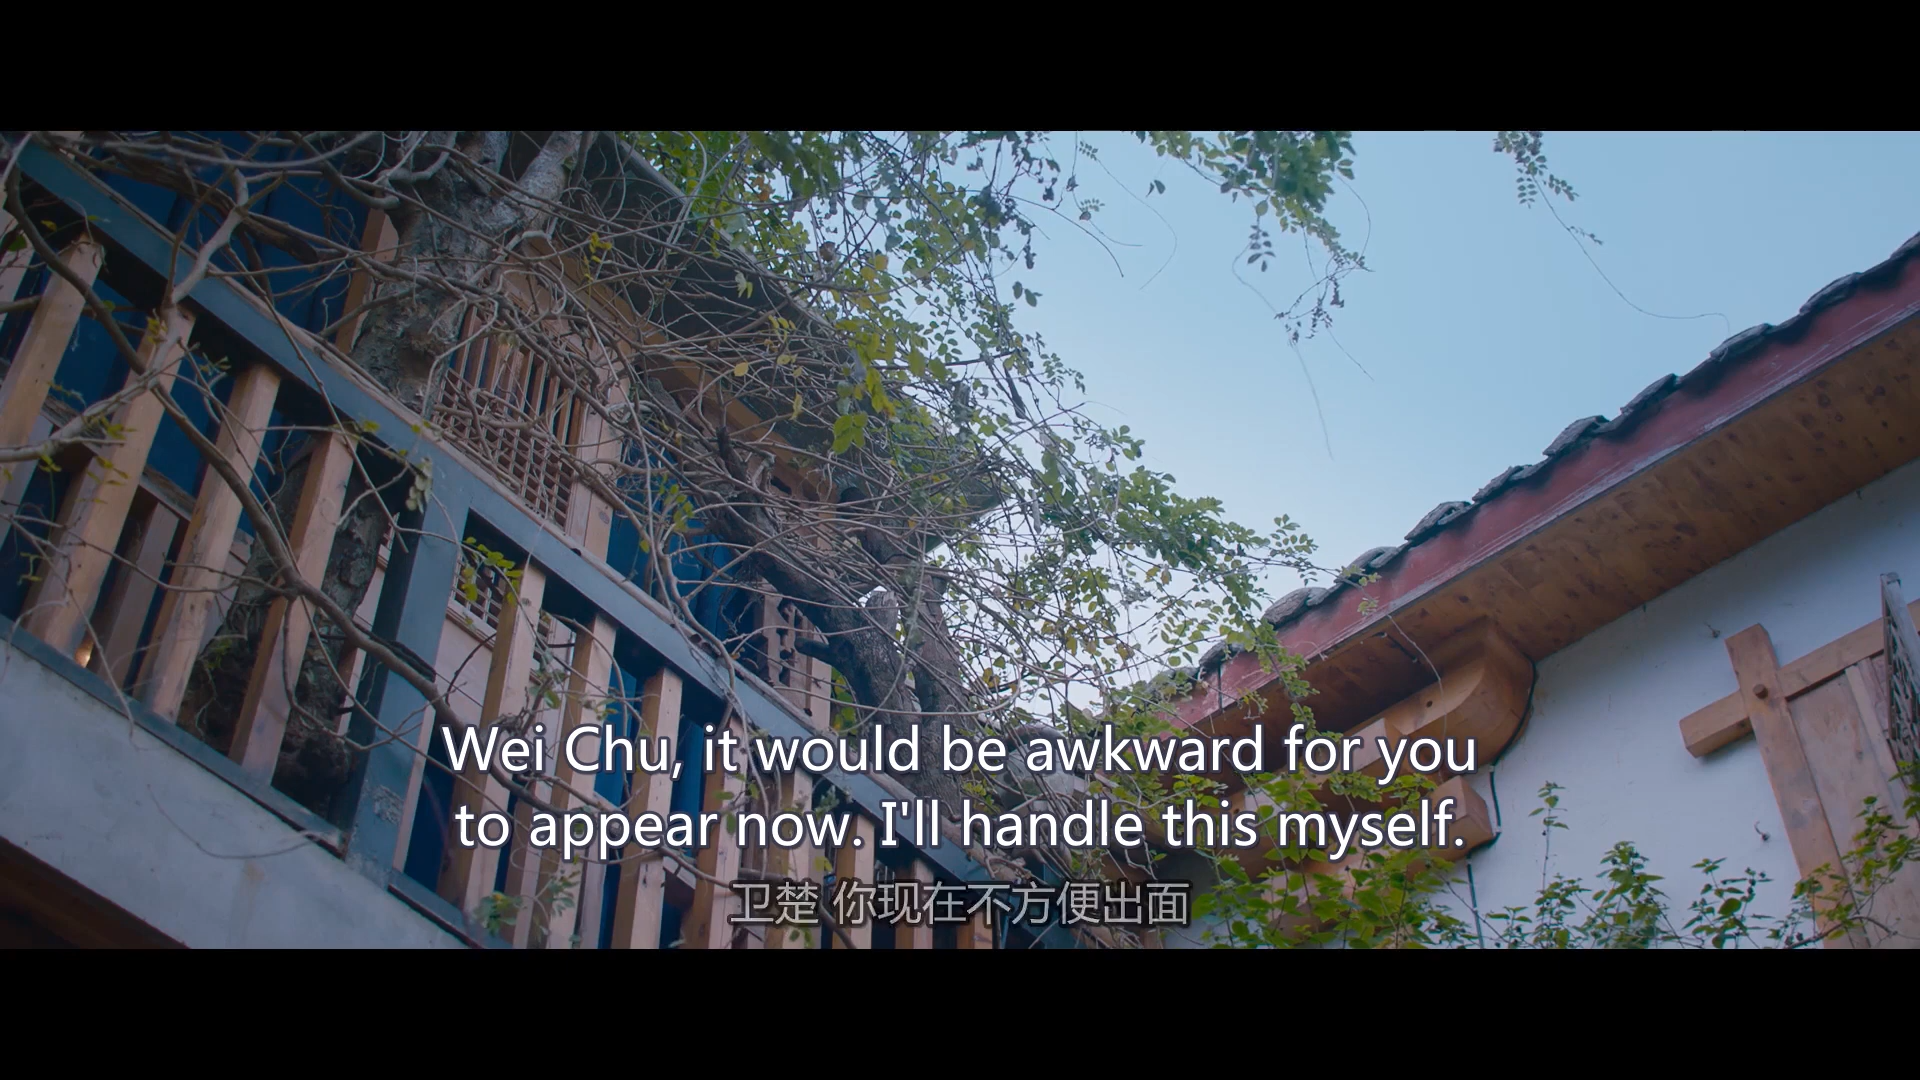 Wei Chu, it would be awkward for you
to appear now. I'll handle this myself.
卫楚 你现在不方便出面